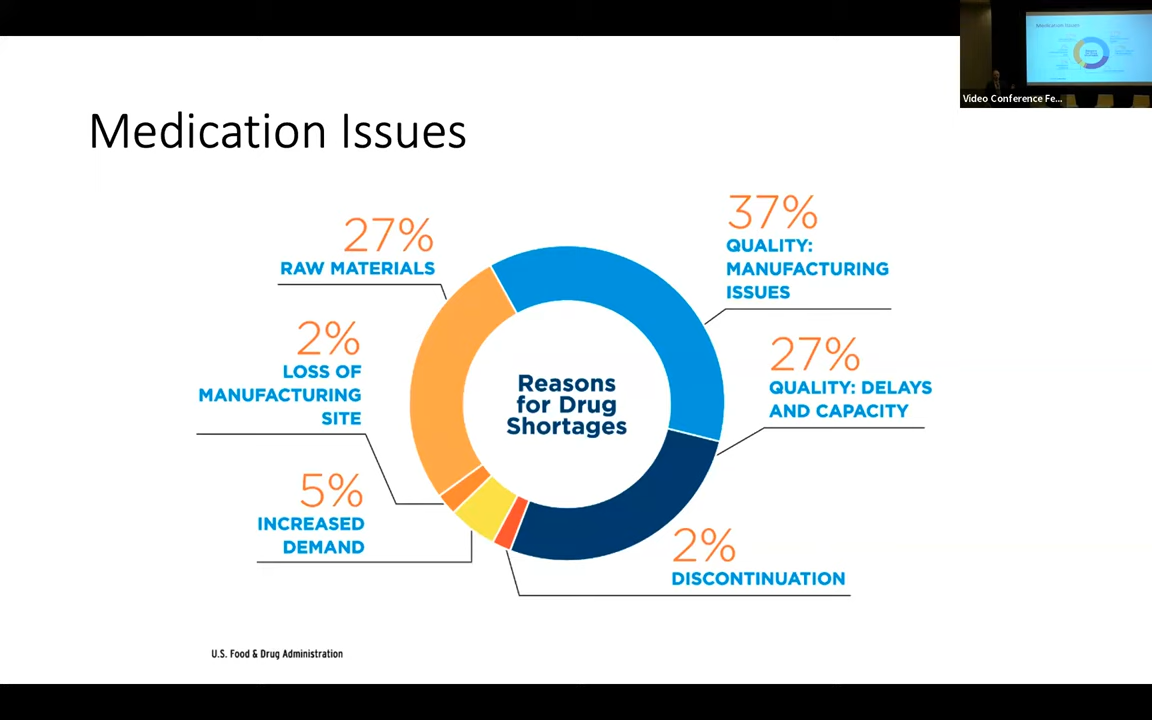 Medication Issues
Video Conference Fe...
27%
RAW MATERIALS
2%
LOSS OF
MANUFACTURING
SITE
5%
INCREASED
DEMAND
Reasons
for Drug
Shortages
37%
QUALITY:
MANUFACTURING
ISSUES
27%
QUALITY: DELAYS
AND CAPACITY
2%
DISCONTINUATION
U.S. Food & Drug Administration